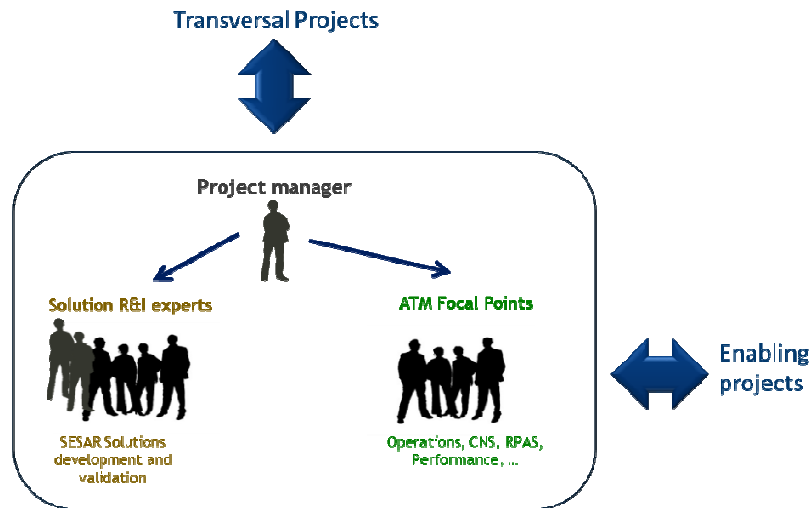 Transversal Projects
Project manager
Solution R&I experts
ATM Focal Points
SESAR Solutions
development and
validation
Operations, CNS, RPAS,
Performance, ...
Enabling
projects